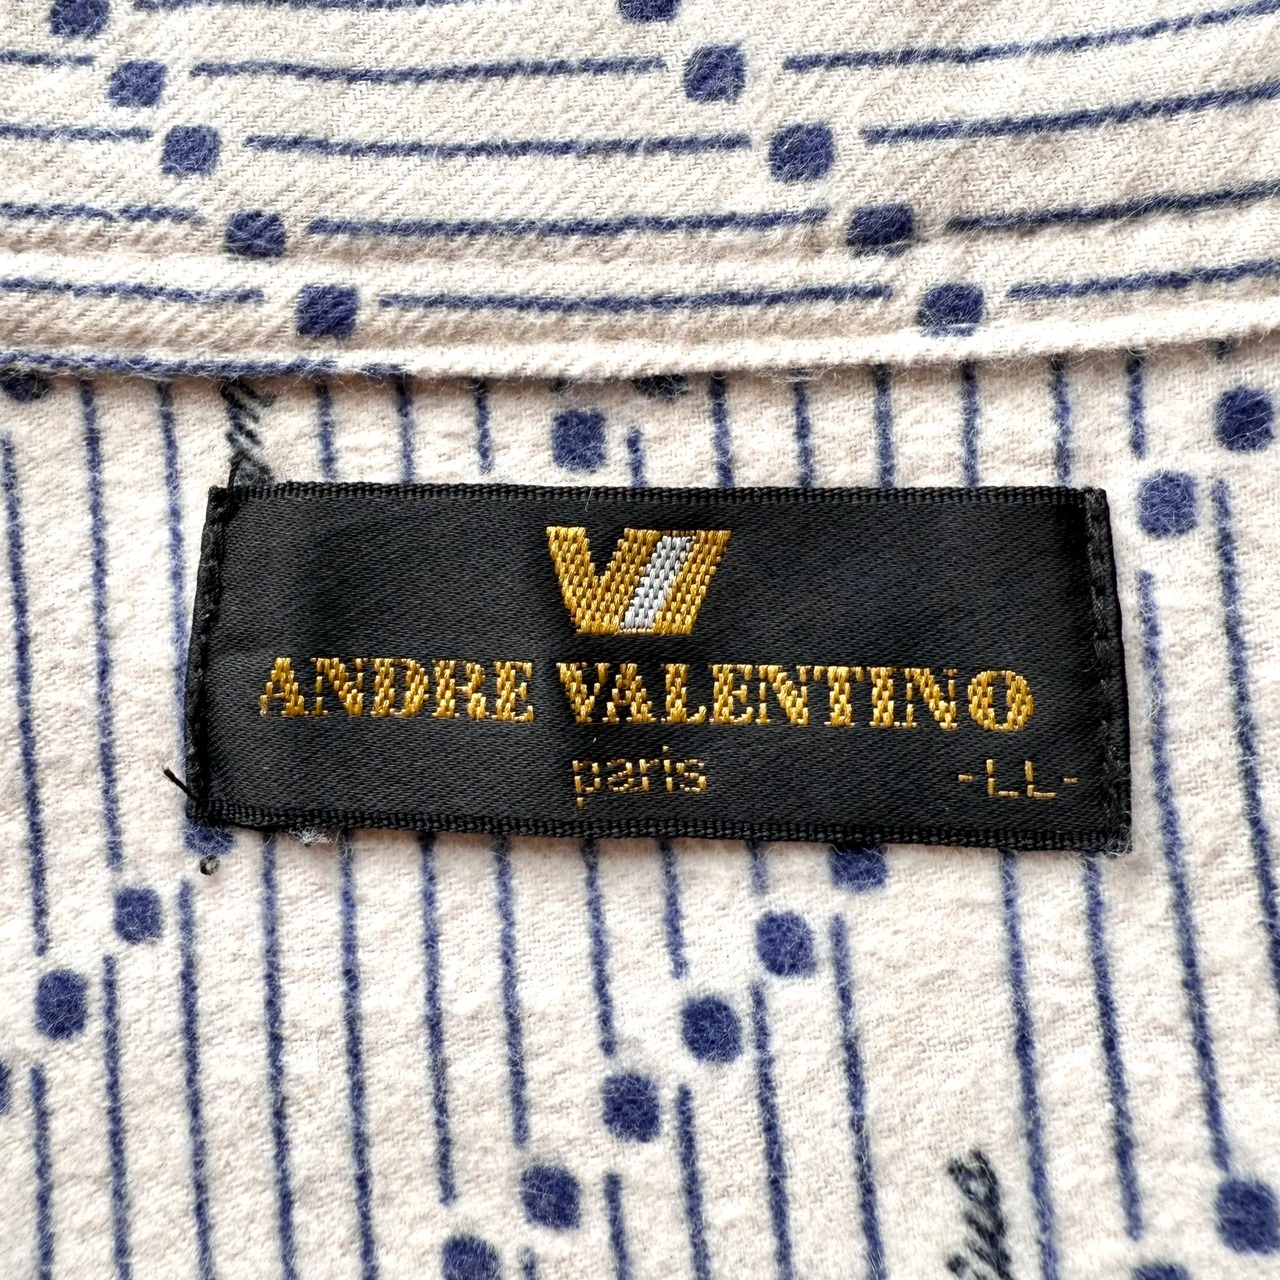 ANDRE VALENTINO
paris -LL-